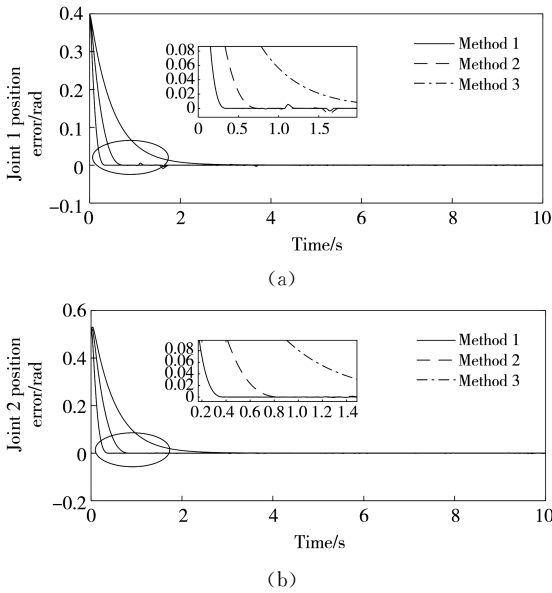 0.4
0.3
0.2
0.1
0
−0.1
Joint 1 position
error/rad
0.08
0.06
0.04
0.02
0
0 0.5 1.0 1.5
Method 1
Method 2
Method 3
0 2 4 6 8 10
Time/s
(a)
0.6
0.4
0.2
0
−0.2
Joint 2 position
error/rad
0.08
0.06
0.04
0.02
0
0.2 0.4 0.6 0.8 1.0 1.2 1.4
Method 1
Method 2
Method 3
0 2 4 6 8 10
Time/s
(b)